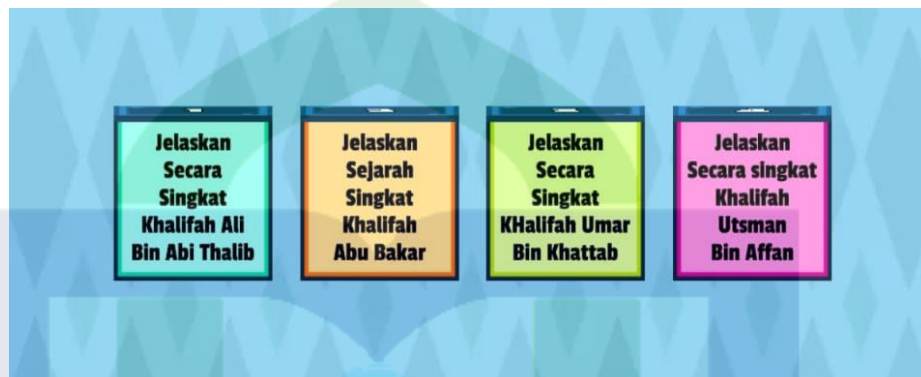 Jelaskan
Secara
Singkat
Khalifah Ali
Bin Abi Thalib
Jelaskan
Sejarah
Singkat
Khalifah
Abu Bakar
Jelaskan
Secara
Singkat
KHalifah Umar
Bin Khattab
Jelaskan
Secara singkat
Khalifah
Utsman
Bin Affan